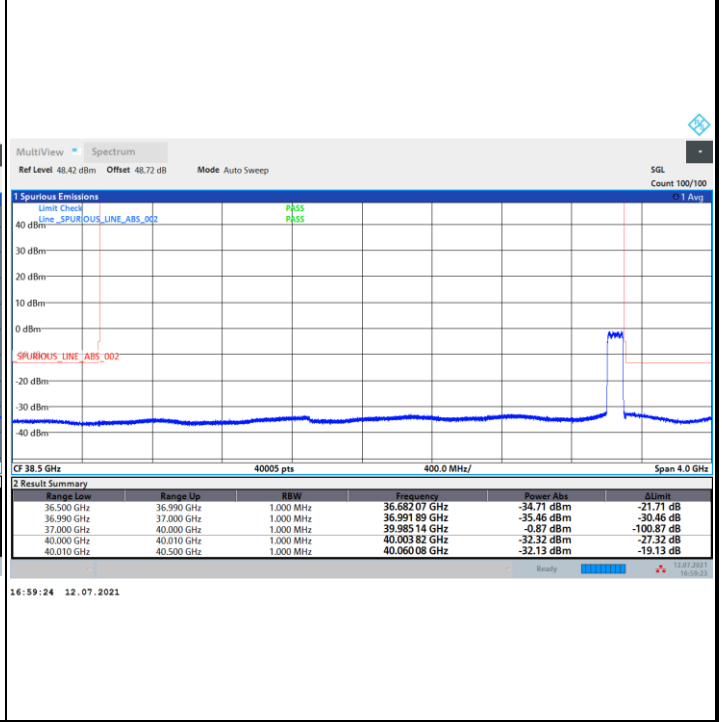 MultiView Spectrum
Ref Level 48.42 dBm Offset 48.72 dB Mode Auto Sweep SGL
Count 100/100
1 Spurious Emissions 1 Avg
Limit Check PASS
Line _SPURIOUS_LINE_ABS_002 PASS
40 dBm
30 dBm
20 dBm
10 dBm
0 dBm
_SPURIOUS_LINE_ABS_002
-20 dBm
-30 dBm
-40 dBm
CF 38.5 GHz 40005 pts 400.0 MHz/ Span 4.0 GHz
2 Result Summary
Range Low Range Up RBW Frequency Power Abs ΔLimit
36.500 GHz 36.990 GHz 1.000 MHz 36.682 07 GHz -34.71 dBm -21.71 dB
36.990 GHz 37.000 GHz 1.000 MHz 36.991 89 GHz -35.46 dBm -30.46 dB
37.000 GHz 40.000 GHz 1.000 MHz 39.985 14 GHz -0.87 dBm -100.87 dB
40.000 GHz 40.010 GHz 1.000 MHz 40.003 82 GHz -32.32 dBm -27.32 dB
40.010 GHz 40.500 GHz 1.000 MHz 40.060 08 GHz -32.13 dBm -19.13 dB
Ready 12.07.2021
16:59:23
16:59:24 12.07.2021